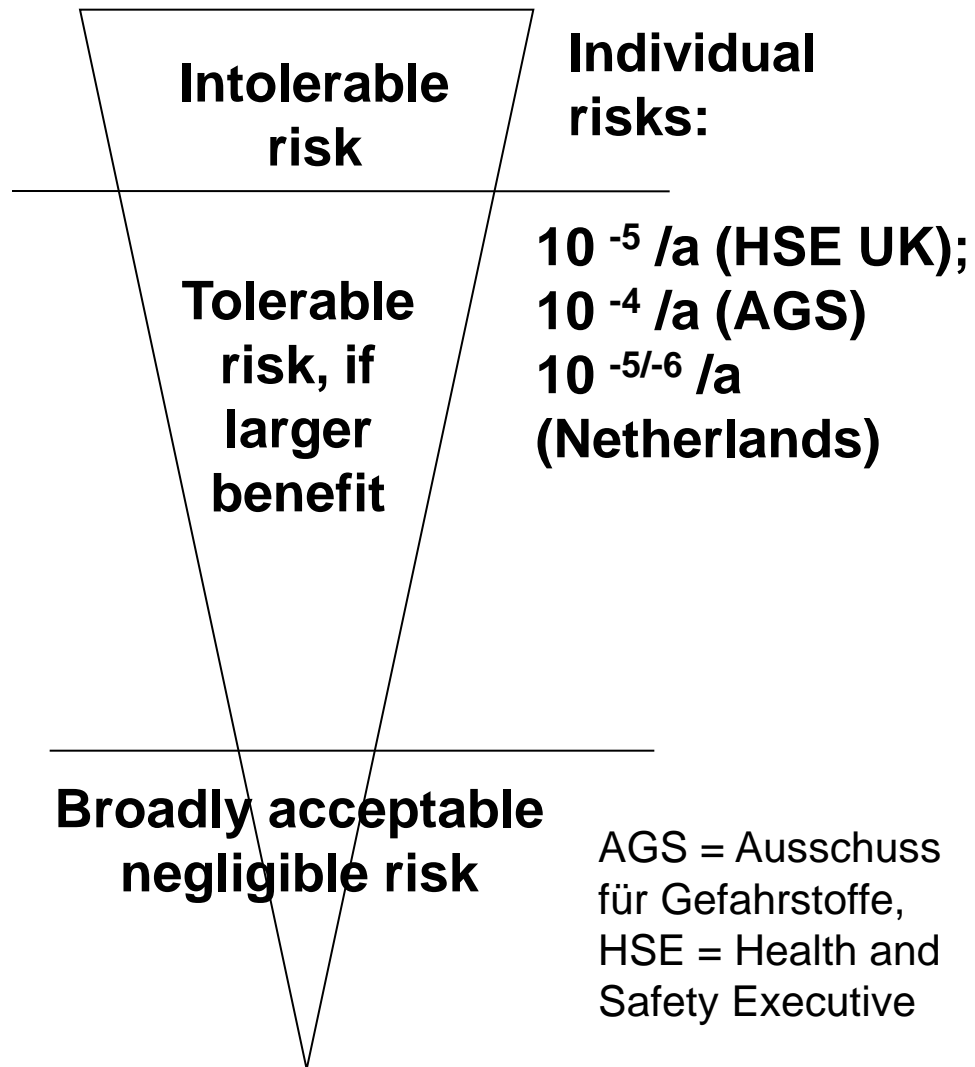 Intolerable
risk
Individual
risks:
Tolerable
risk, if
larger
benefit
10 -5 /a (HSE UK);
10 -4 /a (AGS)
10 -5/-6 /a
(Netherlands)
Broadly acceptable
negligible risk
AGS = Ausschuss
für Gefahrstoffe,
HSE = Health and
Safety Executive